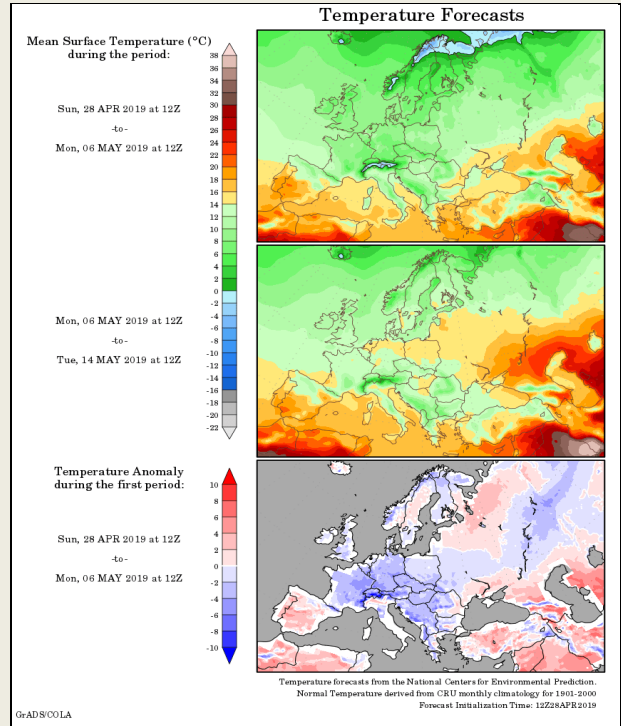 Temperature Forecasts
Mean Surface Temperature (°C)
during the period:
Sun, 28 APR 2019 at 12Z
-to-
Mon, 06 MAY 2019 at 12Z
38
36
34
32
30
28
26
24
22
20
18
16
14
12
10
8
6
4
2
0
-2
-4
-6
-8
-10
-12
-14
-16
-18
-20
-22
Mon, 06 MAY 2019 at 12Z
-to-
Tue, 14 MAY 2019 at 12Z
Temperature Anomaly
during the first period:
Sun, 28 APR 2019 at 12Z
-to-
Mon, 06 MAY 2019 at 12Z
10
8
6
4
2
0
-2
-4
-6
-8
-10
Temperature forecasts from the National Centers for Environmental Prediction.
Normal Temperature derived from CRU monthly climatology for 1901-2000
Forecast Initialization Time: 12Z28APR2019
GrADS/COLA